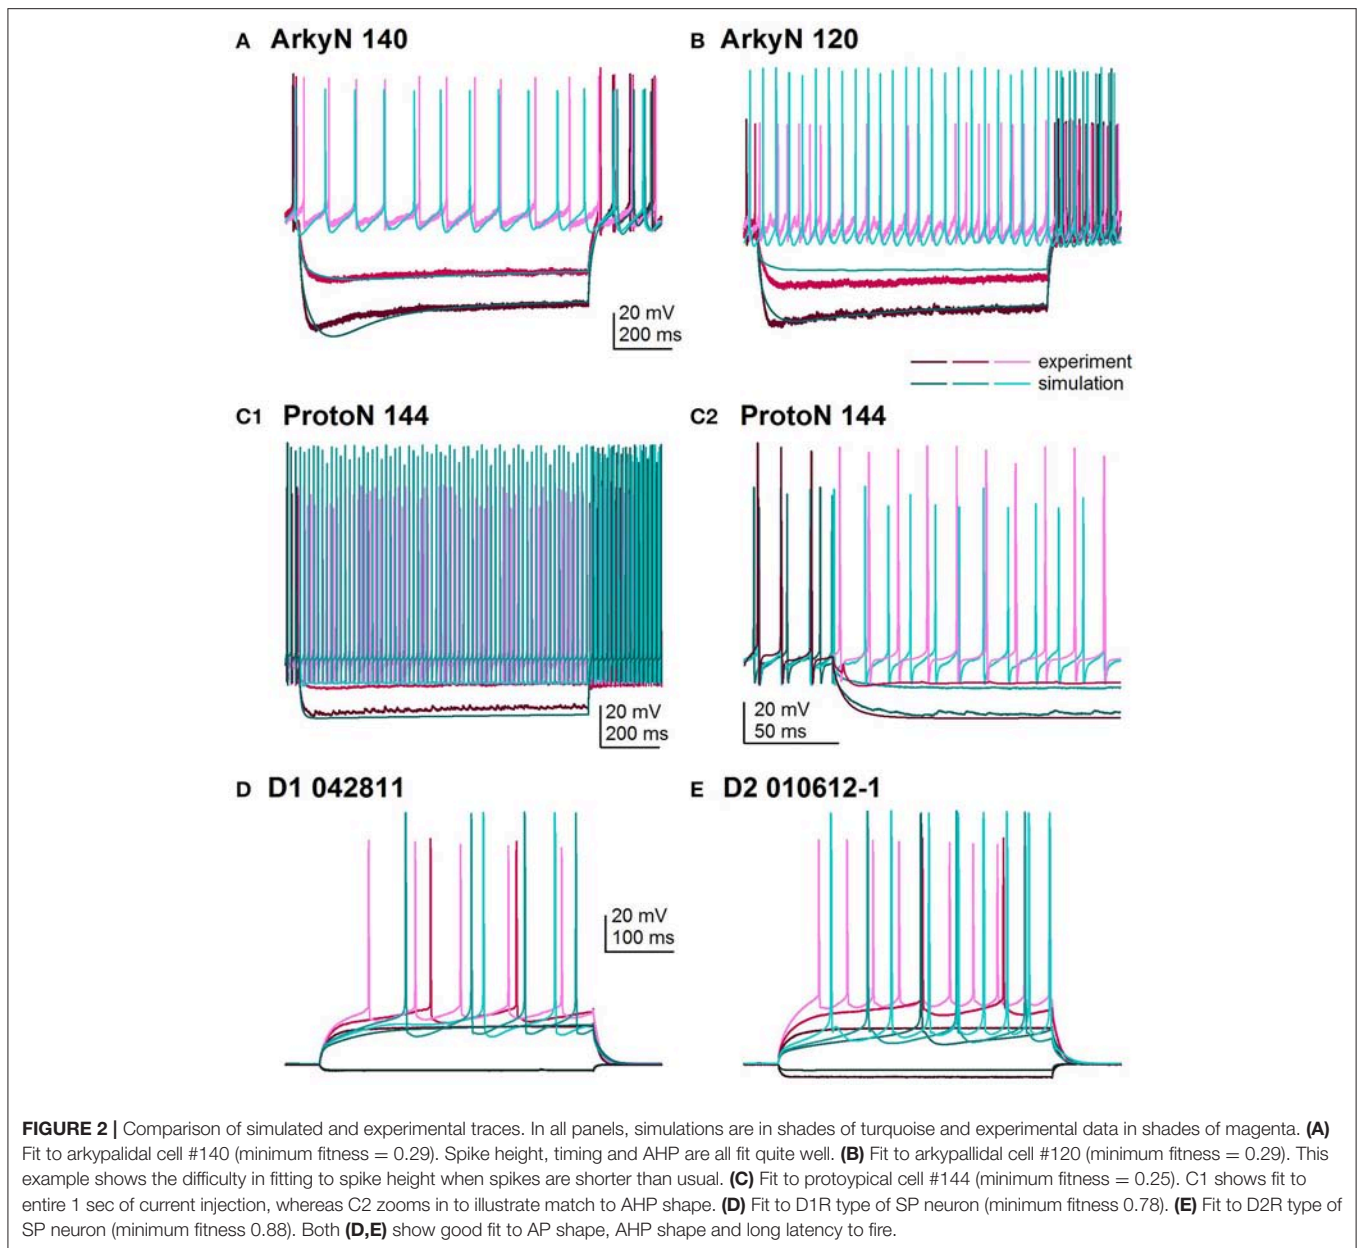 A ArkyN 140
B ArkyN 120
20 mV
200 ms
experiment
simulation
C1 ProtoN 144
C2 ProtoN 144
20 mV
200 ms
20 mV
50 ms
D D1 042811
E D2 010612-1
20 mV
100 ms
FIGURE 2 | Comparison of simulated and experimental traces. In all panels, simulations are in shades of turquoise and experimental data in shades of magenta. (A)
Fit to arkypalidal cell #140 (minimum fitness = 0.29). Spike height, timing and AHP are all fit quite well. (B) Fit to arkypallidal cell #120 (minimum fitness = 0.29). This
example shows the difficulty in fitting to spike height when spikes are shorter than usual. (C) Fit to protoypical cell #144 (minimum fitness = 0.25). C1 shows fit to
entire 1 sec of current injection, whereas C2 zooms in to illustrate match to AHP shape. (D) Fit to D1R type of SP neuron (minimum fitness 0.78). (E) Fit to D2R type of
SP neuron (minimum fitness 0.88). Both (D,E) show good fit to AP shape, AHP shape and long latency to fire.